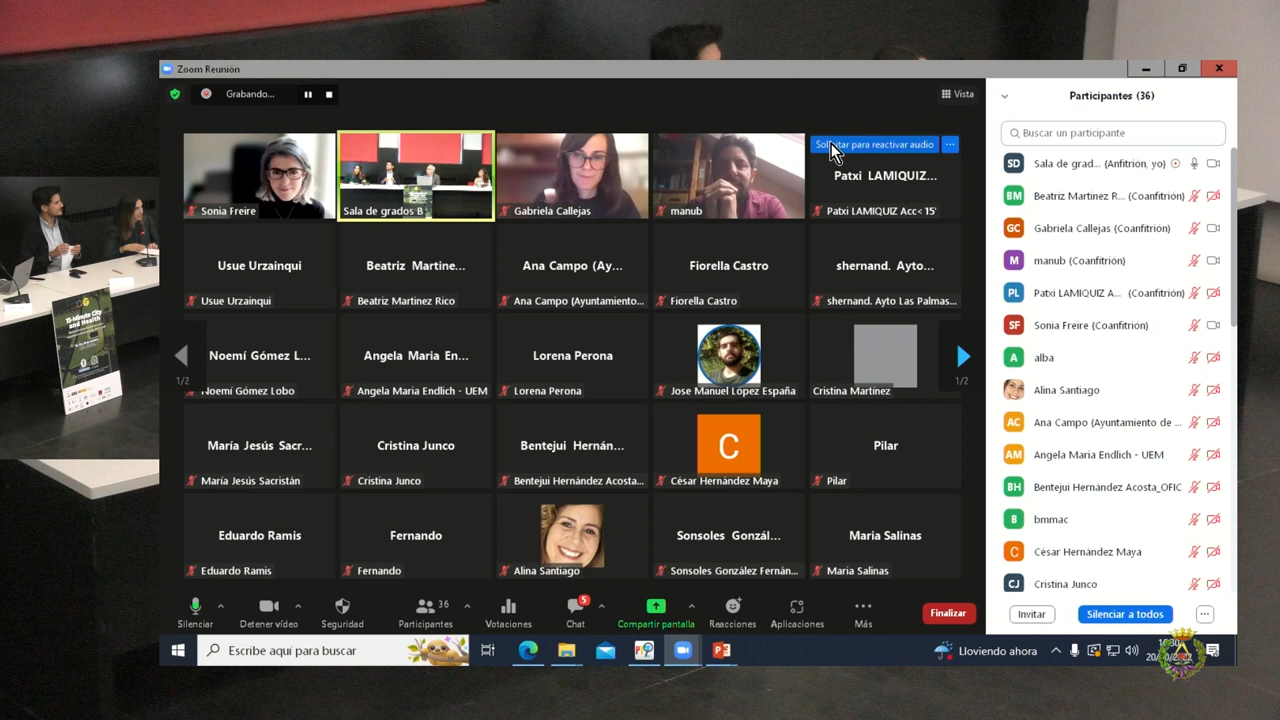 Zoom Reunión
Grabando...
Vista
Sonia Freire
Sala de grados B
Gabriela Callejas
manub
Patxi LAMIQUIZ...
Patxi LAMIQUIZ Acc< 15'
Usue Urzainqui
Usue Urzainqui
Beatriz Martine...
Beatriz Martinez Rico
Ana Campo (Ay...
Ana Campo (Ayuntamiento...
Fiorella Castro
Fiorella Castro
shernand. Ayto...
shernand. Ayto Las Palmas...
1/2
Noemí Gómez L...
Noemí Gómez Lobo
Angela Maria En...
Angela Maria Endlich - UEM
Lorena Perona
Lorena Perona
Jose Manuel López España
Cristina Martínez
1/2
María Jesús Sacr...
María Jesús Sacristán
Cristina Junco
Cristina Junco
Bentejui Hernán...
Bentejui Hernández Acosta...
C
César Hernández Maya
Pilar
Pilar
Eduardo Ramis
Eduardo Ramis
Fernando
Fernando
Alina Santiago
Sonsoles Gonzál...
Sonsoles González Fernán...
Maria Salinas
Maria Salinas
Silenciar
Detener vídeo
Seguridad
36
Participantes
Votaciones
5
Chat
Compartir pantalla
Reacciones
Aplicaciones
Más
Finalizar
Participantes (36)
Buscar un participante
SD Sala de grad... (Anfitrión, yo)
BM Beatriz Martinez R... (Coanfitrión)
GC Gabriela Callejas (Coanfitrión)
M manub (Coanfitrión)
PL Patxi LAMIQUIZ A... (Coanfitrión)
SF Sonia Freire (Coanfitrión)
A alba
Alina Santiago
AC Ana Campo (Ayuntamiento de ...
AM Angela Maria Endlich - UEM
BH Bentejui Hernández Acosta_OFIC
B bmmac
C César Hernández Maya
CJ Cristina Junco
Invitar
Silenciar a todos
Escribe aquí para buscar
Lloviendo ahora
15-Minute City
and Health